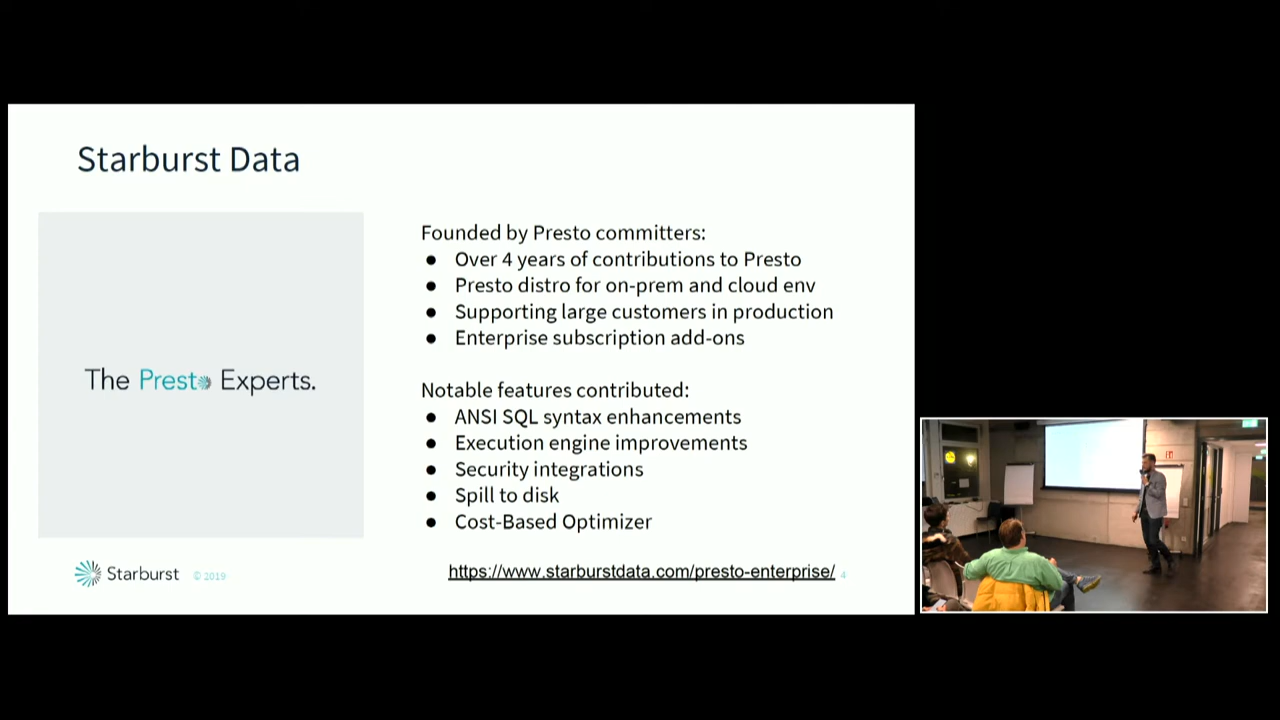 Starburst Data
The Presto Experts.
Founded by Presto committers:
● Over 4 years of contributions to Presto
● Presto distro for on-prem and cloud env
● Supporting large customers in production
● Enterprise subscription add-ons
Notable features contributed:
● ANSI SQL syntax enhancements
● Execution engine improvements
● Security integrations
● Spill to disk
● Cost-Based Optimizer
Starburst © 2019
https://www.starburstdata.com/presto-enterprise/ 4